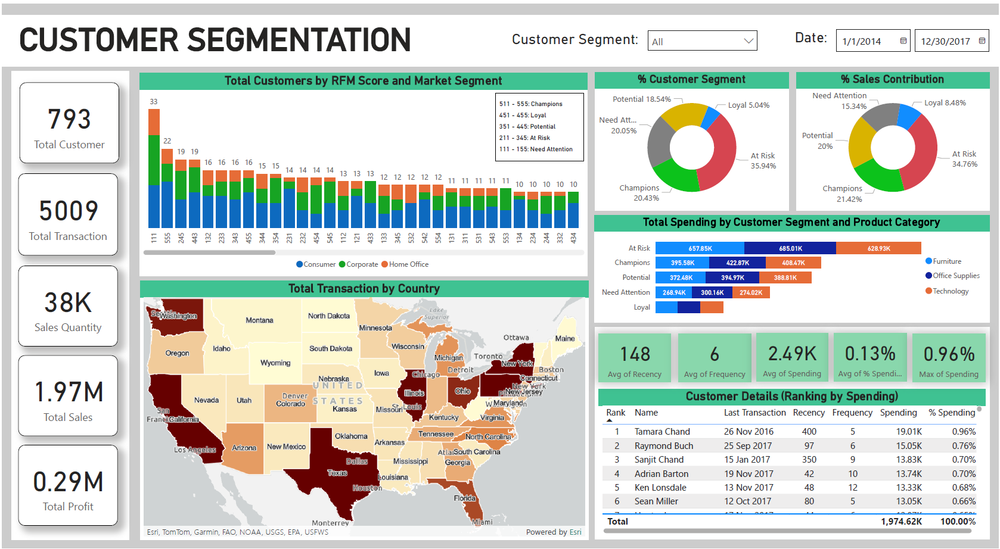 CUSTOMER SEGMENTATION
Customer Segment:
All
Date:
1/1/2014
12/30/2017
793
Total Customer
5009
Total Transaction
38K
Sales Quantity
1.97M
Total Sales
0.29M
Total Profit
Total Customers by RFM Score and Market Segment
511 - 555: Champions
451 - 455: Loyal
351 - 445: Potential
211 - 345: At Risk
111 - 155: Need Attention
33 22 19 19 16 16 16 16 15 15 14 14 14 14 13 13 13 12 12 12 12 12 11 11 11 11 11 10 10 10 10 10
111 555 245 443 132 233 343 455 344 354 231 232 454 545 112 121 433 133 345 532 542 554 131 311 531 543 553 134 234 244 332 434
Consumer Corporate Home Office
Total Transaction by Country
Washington
Montana
North Dakota
Minnesota
Lake
Superior
Ottawa
Maine
Oregon
Idaho
South Dakota
Wisconsin
Michigan
Toronto
Wyoming
New York
Detroit
Boston
Iowa
Chicago
Connecticut
Nebraska
UNITED
New York
New Jersey
Nevada
Utah
Denver
Colorado
STATES
Kansas
Missouri
St. Louis
Illinois
Ohio
Maryland
San
California
Kentucky
Virginia
Los Angeles
Arizona
New Mexico
Oklahoma
Arkansas
Tennessee
North Carolina
South Carolina
Mississippi
Georgia
Dallas
Texas
Louisiana
Houston
Florida
Monterrey
Miami
Esri, TomTom, Garmin, FAO, NOAA, USGS, EPA, USFWS
Powered by Esri
% Customer Segment
Potential 18.54%
Loyal 5.04%
Need Att...
20.05%
At Risk
35.94%
Champions
20.43%
% Sales Contribution
Need Attention
15.34%
Loyal 8.48%
Potential
20%
At Risk
34.76%
Champions
21.42%
Total Spending by Customer Segment and Product Category
At Risk 657.85K 685.01K 628.93K
Champions 395.58K 422.87K 408.47K
Potential 372.48K 394.97K 388.81K
Need Attention 268.94K 300.16K 274.02K
Loyal
Furniture
Office Supplies
Technology
148
Avg of Recency
6
Avg of Frequency
2.49K
Avg of Spending
0.13%
Avg of % Spendi...
0.96%
Max of Spending
Customer Details (Ranking by Spending)
Rank Name Last Transaction Recency Frequency Spending % Spending
1 Tamara Chand 26 Nov 2016 400 5 19.01K 0.96%
2 Raymond Buch 25 Sep 2017 97 6 15.05K 0.76%
3 Sanjit Chand 15 Jan 2017 350 9 13.83K 0.70%
4 Adrian Barton 19 Nov 2017 42 10 13.74K 0.70%
5 Ken Lonsdale 13 Nov 2017 48 12 13.33K 0.68%
6 Sean Miller 12 Oct 2017 80 5 13.05K 0.66%
Total 1,974.62K 100.00%